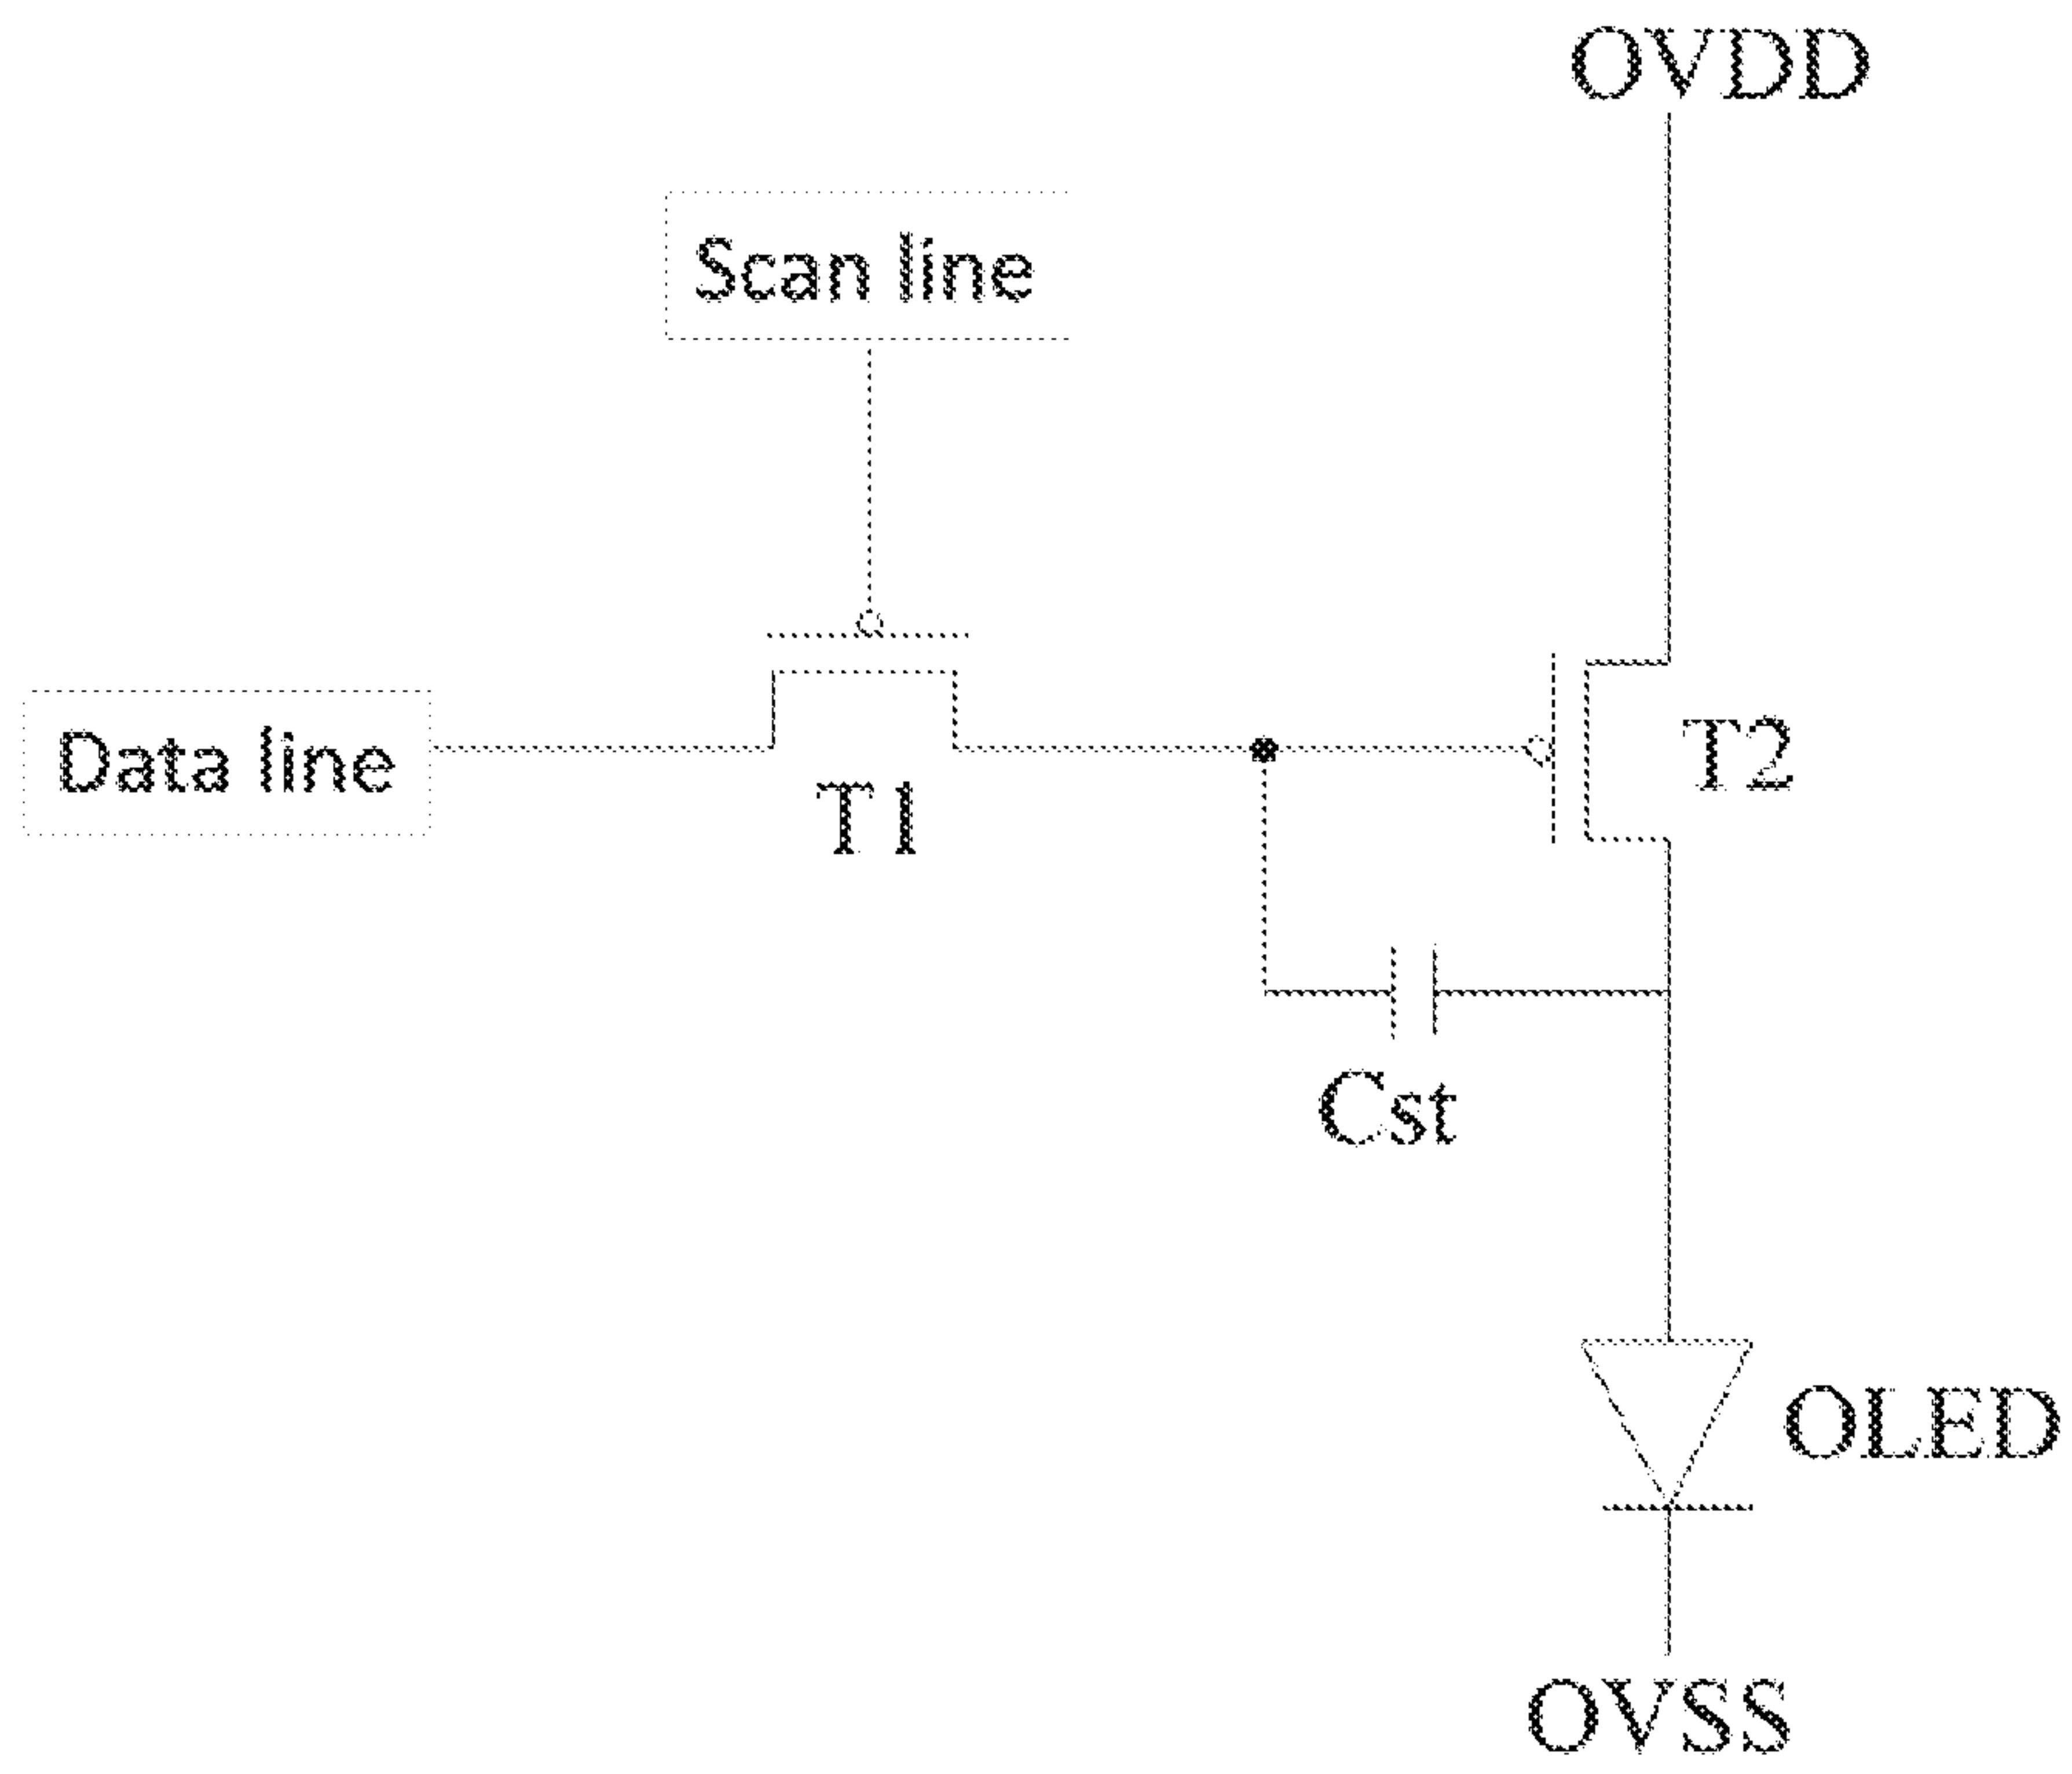 OVDD
Scan line
Data line
T1
T2
Cst
OLED
OVSS